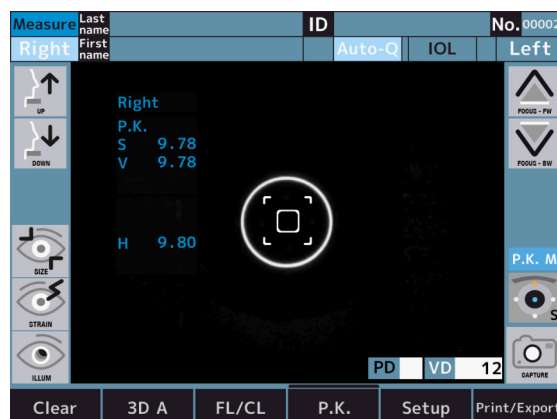 Measure Last name ID No. 00002
Right First name Auto-Q IOL Left
UP
FOCUS - FW
DOWN
FOCUS - BW
Right
P.K.
S 9.78
V 9.78
H 9.80
SIZE
P.K. M
S
STRAIN
ILLUM
PD VD 12
CAPTURE
Clear 3D A FL/CL P.K. Setup Print/Export